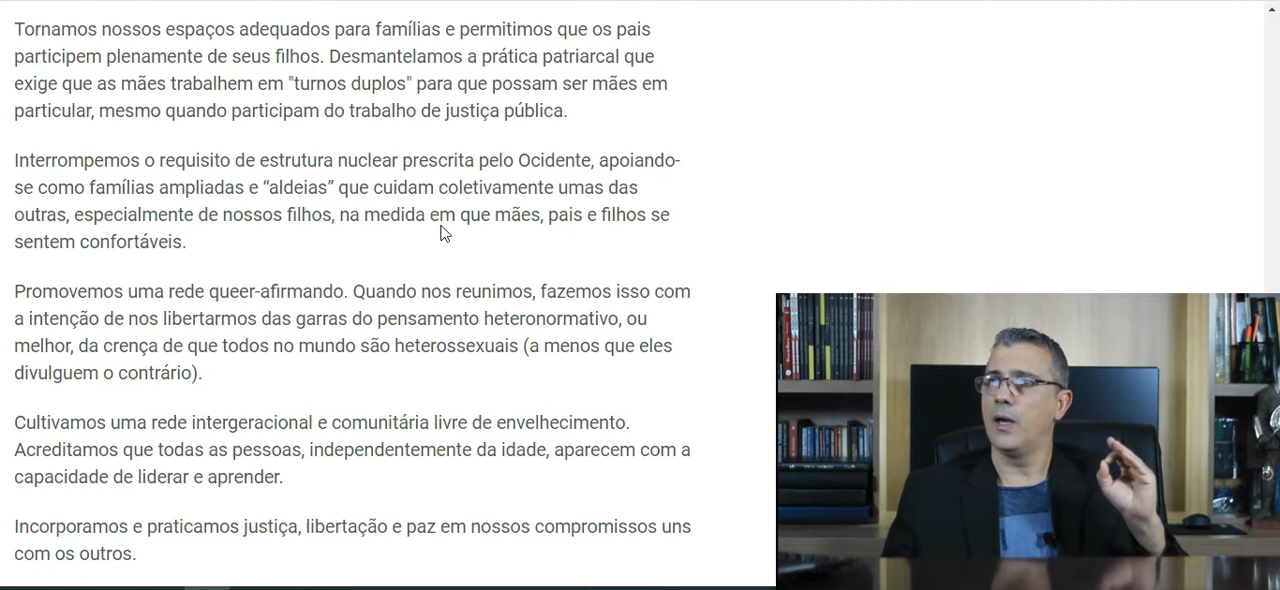 Tornamos nossos espaços adequados para famílias e permitimos que os pais
participem plenamente de seus filhos. Desmantelamos a prática patriarcal que
exige que as mães trabalhem em "turnos duplos" para que possam ser mães em
particular, mesmo quando participam do trabalho de justiça pública.
Interrompemos o requisito de estrutura nuclear prescrita pelo Ocidente, apoiando-
se como famílias ampliadas e “aldeias” que cuidam coletivamente umas das
outras, especialmente de nossos filhos, na medida em que mães, pais e filhos se
sentem confortáveis.
Promovemos uma rede queer-afirmando. Quando nos reunimos, fazemos isso com
a intenção de nos libertarmos das garras do pensamento heteronormativo, ou
melhor, da crença de que todos no mundo são heterossexuais (a menos que eles
divulguem o contrário).
Cultivamos uma rede intergeracional e comunitária livre de envelhecimento.
Acreditamos que todas as pessoas, independentemente da idade, aparecem com a
capacidade de liderar e aprender.
Incorporamos e praticamos justiça, libertação e paz em nossos compromissos uns
com os outros.